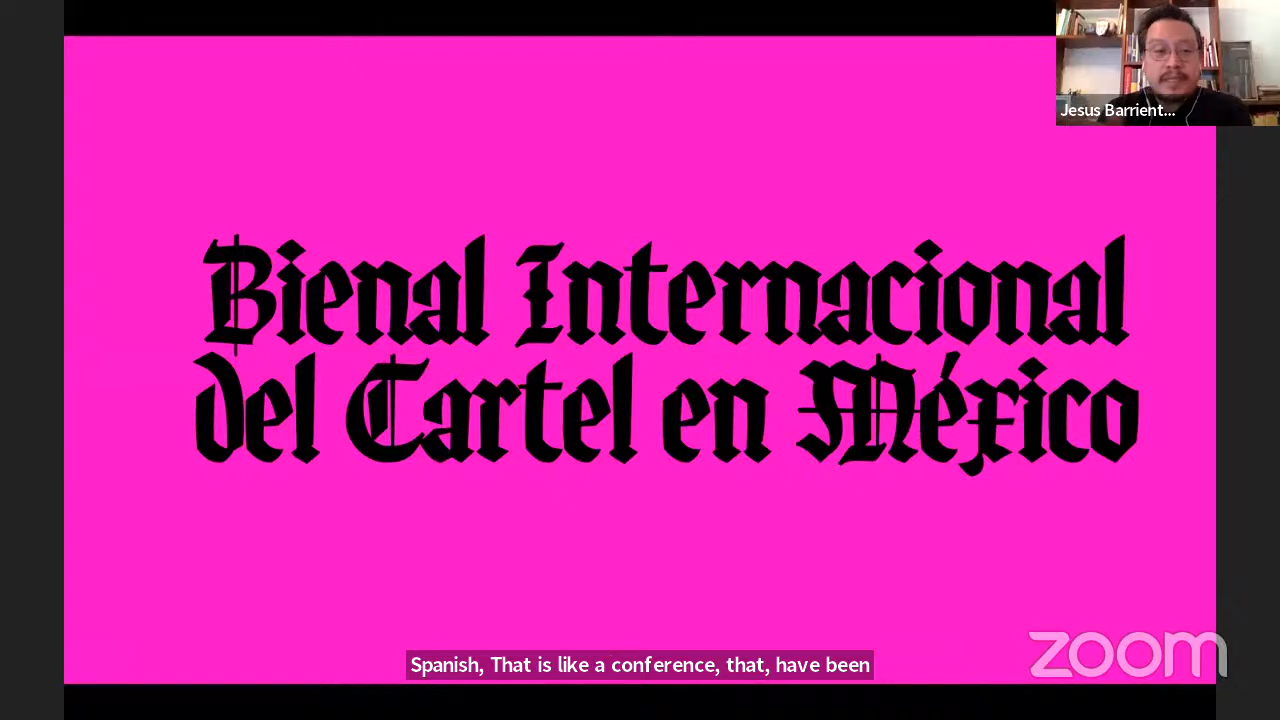 Jesus Barrient...
Bienal Internacional
del Cartel en México
Spanish, That is like a conference, that, have been
zoom